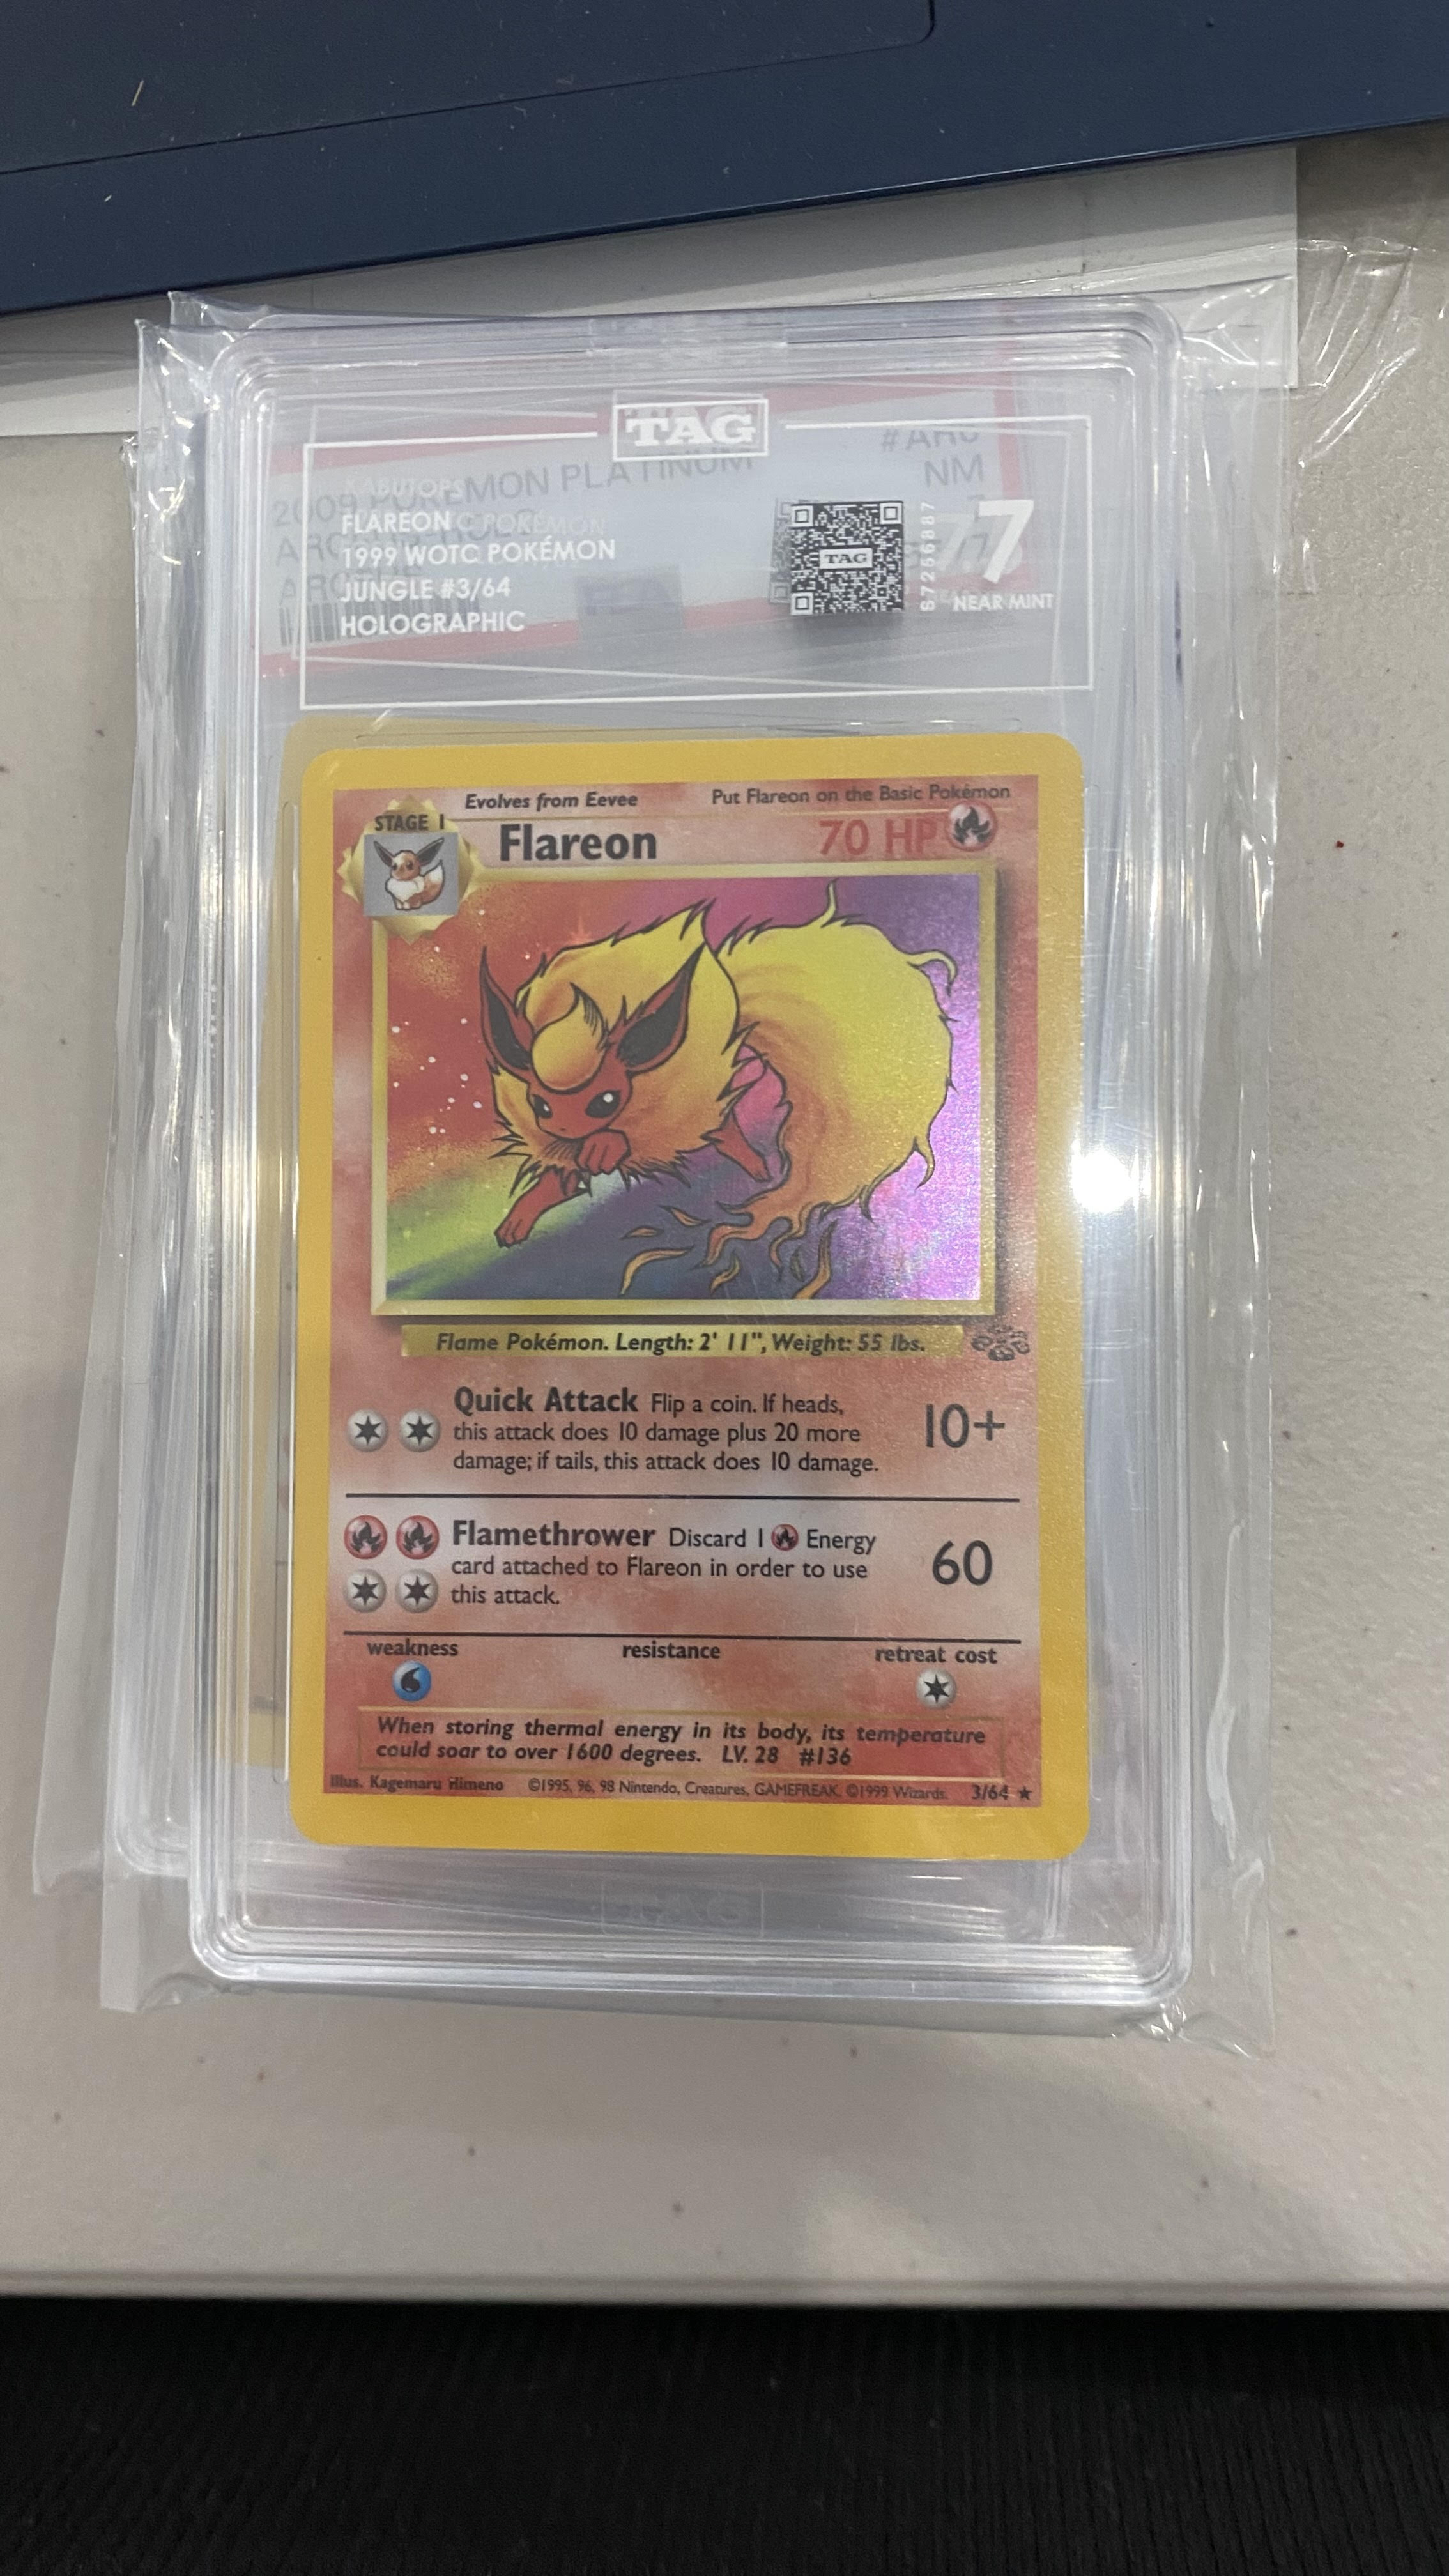 TAG
KABUTOPS
2009 POKEMON PLATINUM
NM
FLAREON
1999 WOTC POKÉMON
JUNGLE #3/64
HOLOGRAPHIC
TAG
7
NEAR MINT
Evolves from Eevee Put Flareon on the Basic Pokémon
STAGE 1
Flareon 70 HP
Flame Pokémon. Length: 2' 11", Weight: 55 lbs.
Quick Attack Flip a coin. If heads,
this attack does 10 damage plus 20 more
damage; if tails, this attack does 10 damage.
10+
Flamethrower Discard 1 Energy
card attached to Flareon in order to use
this attack.
60
weakness resistance retreat cost
When storing thermal energy in its body, its temperature
could soar to over 1600 degrees. LV. 28 #136
Illus. Kagemaru Himeno ©1995, 96, 98 Nintendo, Creatures, GAMEFREAK. ©1999 Wizards. 3/64 ★
TAG